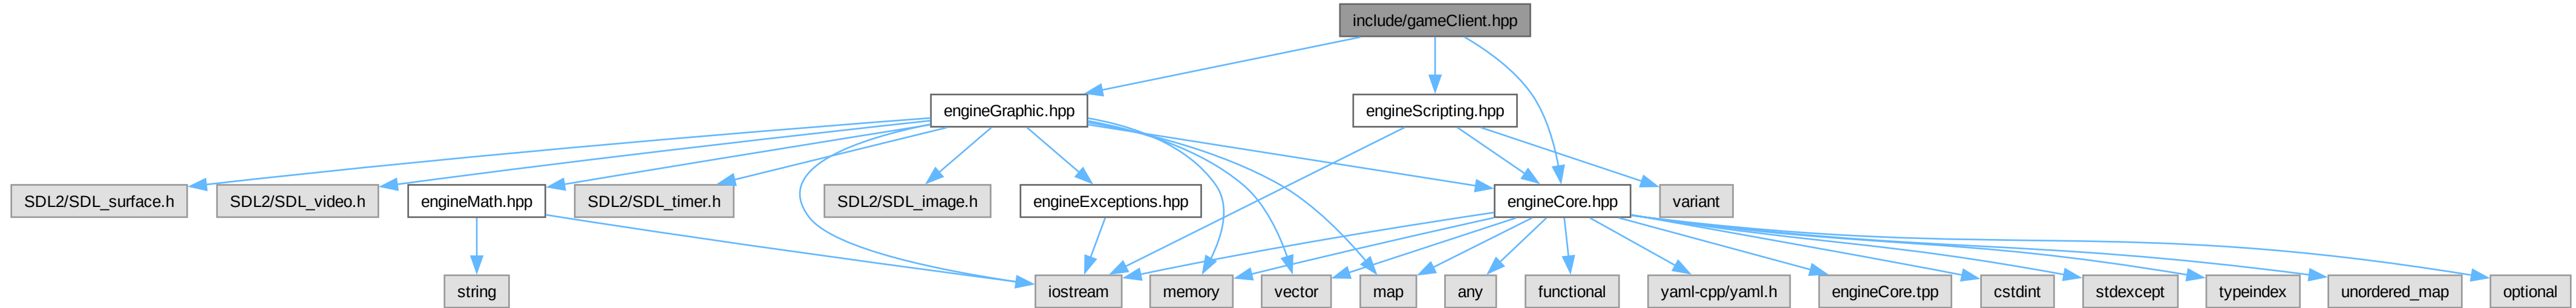 include/gameClient.hpp
engineGraphic.hpp
engineScripting.hpp
SDL2/SDL_surface.h
SDL2/SDL_video.h
engineMath.hpp
SDL2/SDL_timer.h
SDL2/SDL_image.h
engineExceptions.hpp
engineCore.hpp
variant
string
iostream
memory
vector
map
any
functional
yaml-cpp/yaml.h
engineCore.tpp
cstdint
stdexcept
typeindex
unordered_map
optional